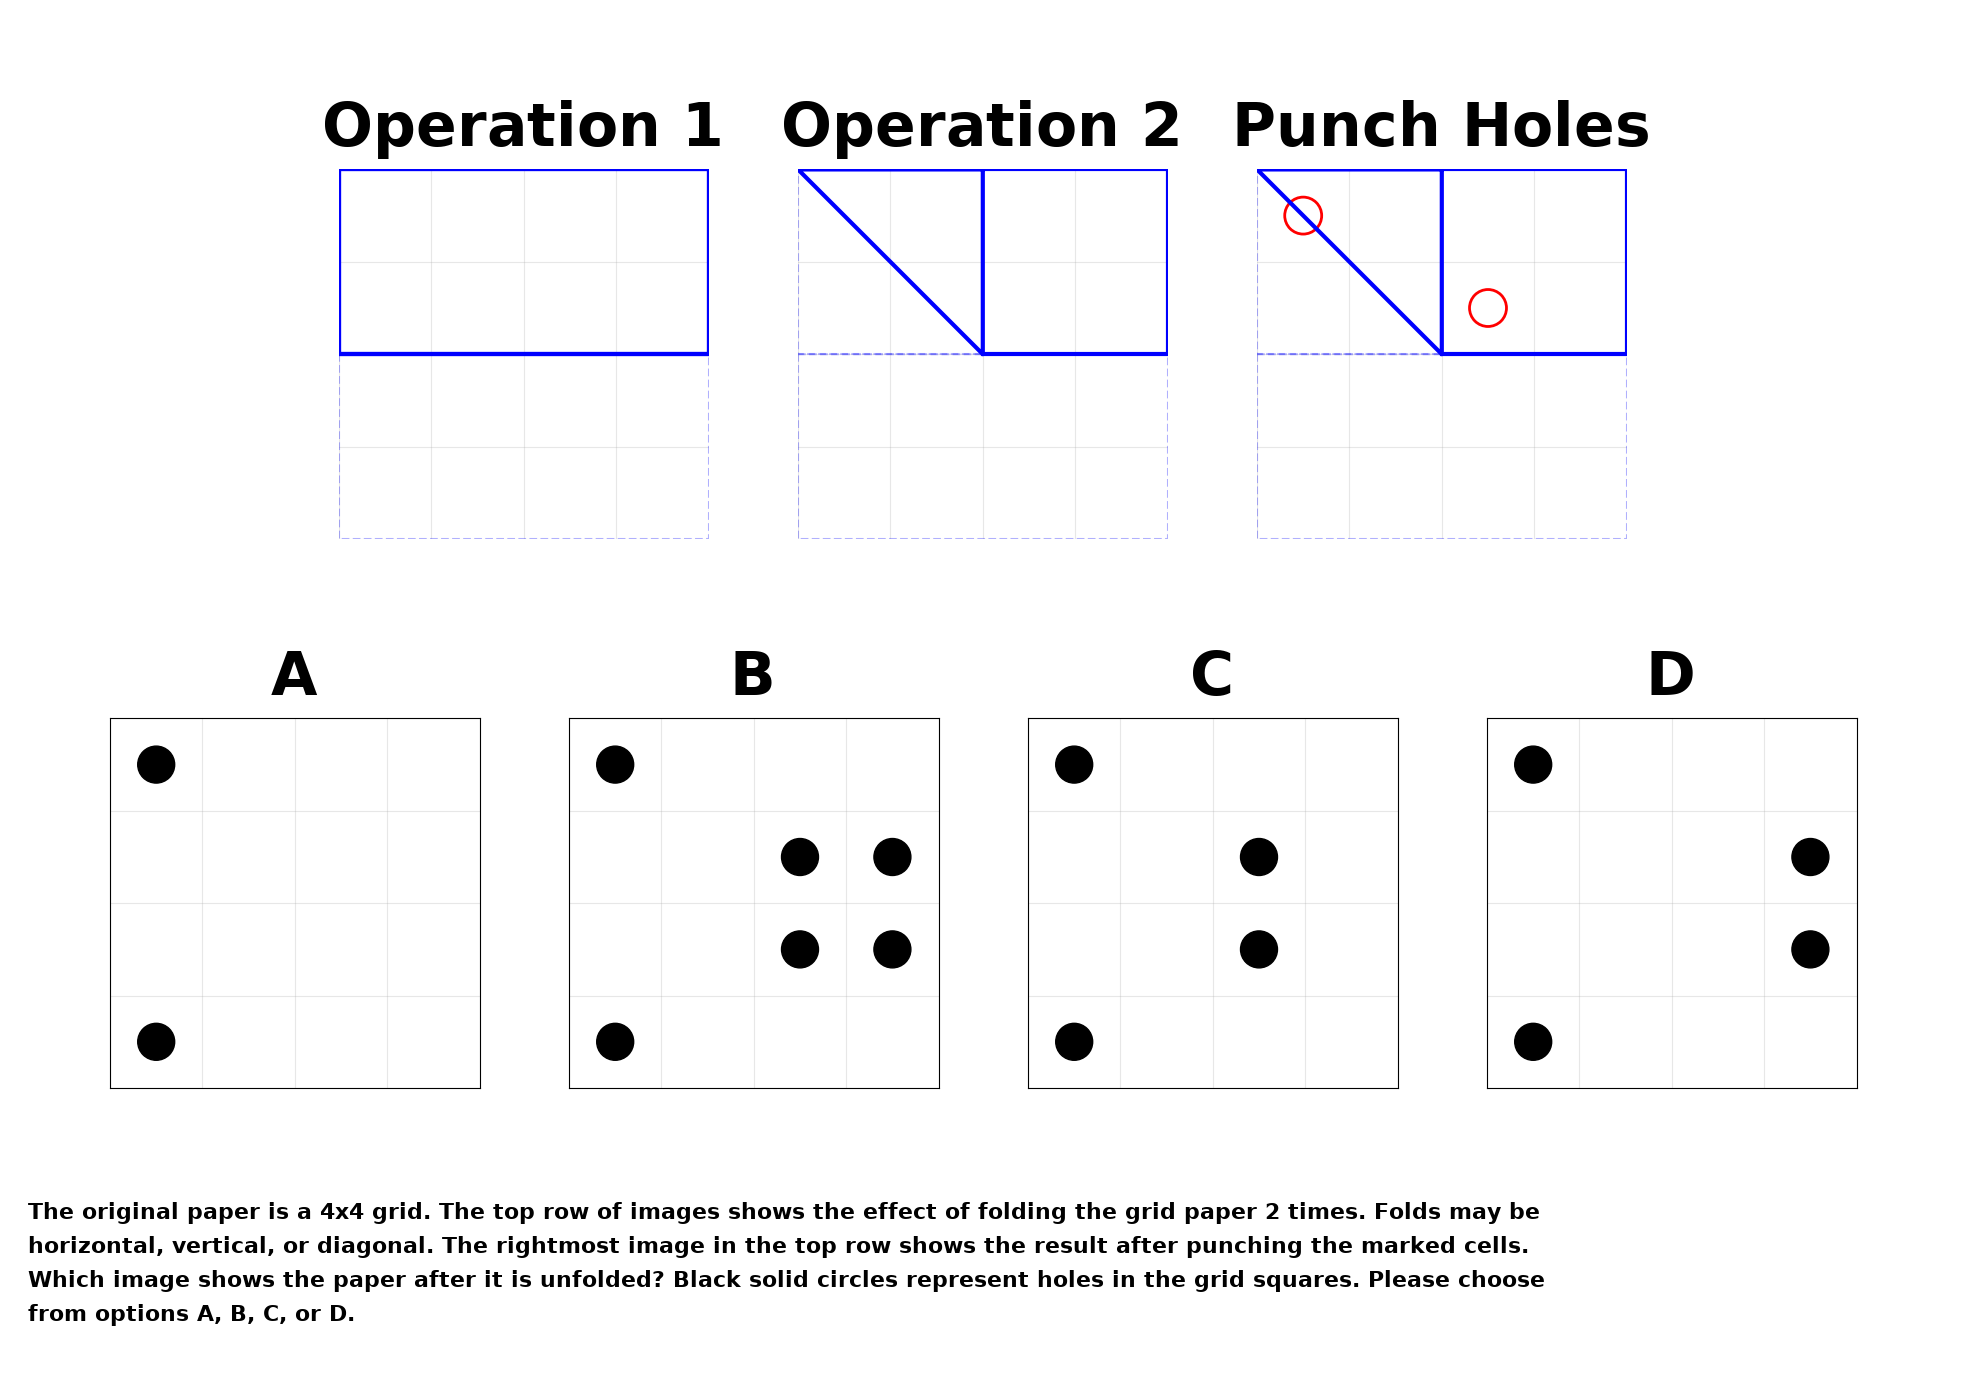 Operation 1 Operation 2 Punch Holes
A B C D
The original paper is a 4x4 grid. The top row of images shows the effect of folding the grid paper 2 times. Folds may be
horizontal, vertical, or diagonal. The rightmost image in the top row shows the result after punching the marked cells.
Which image shows the paper after it is unfolded? Black solid circles represent holes in the grid squares. Please choose
from options A, B, C, or D.